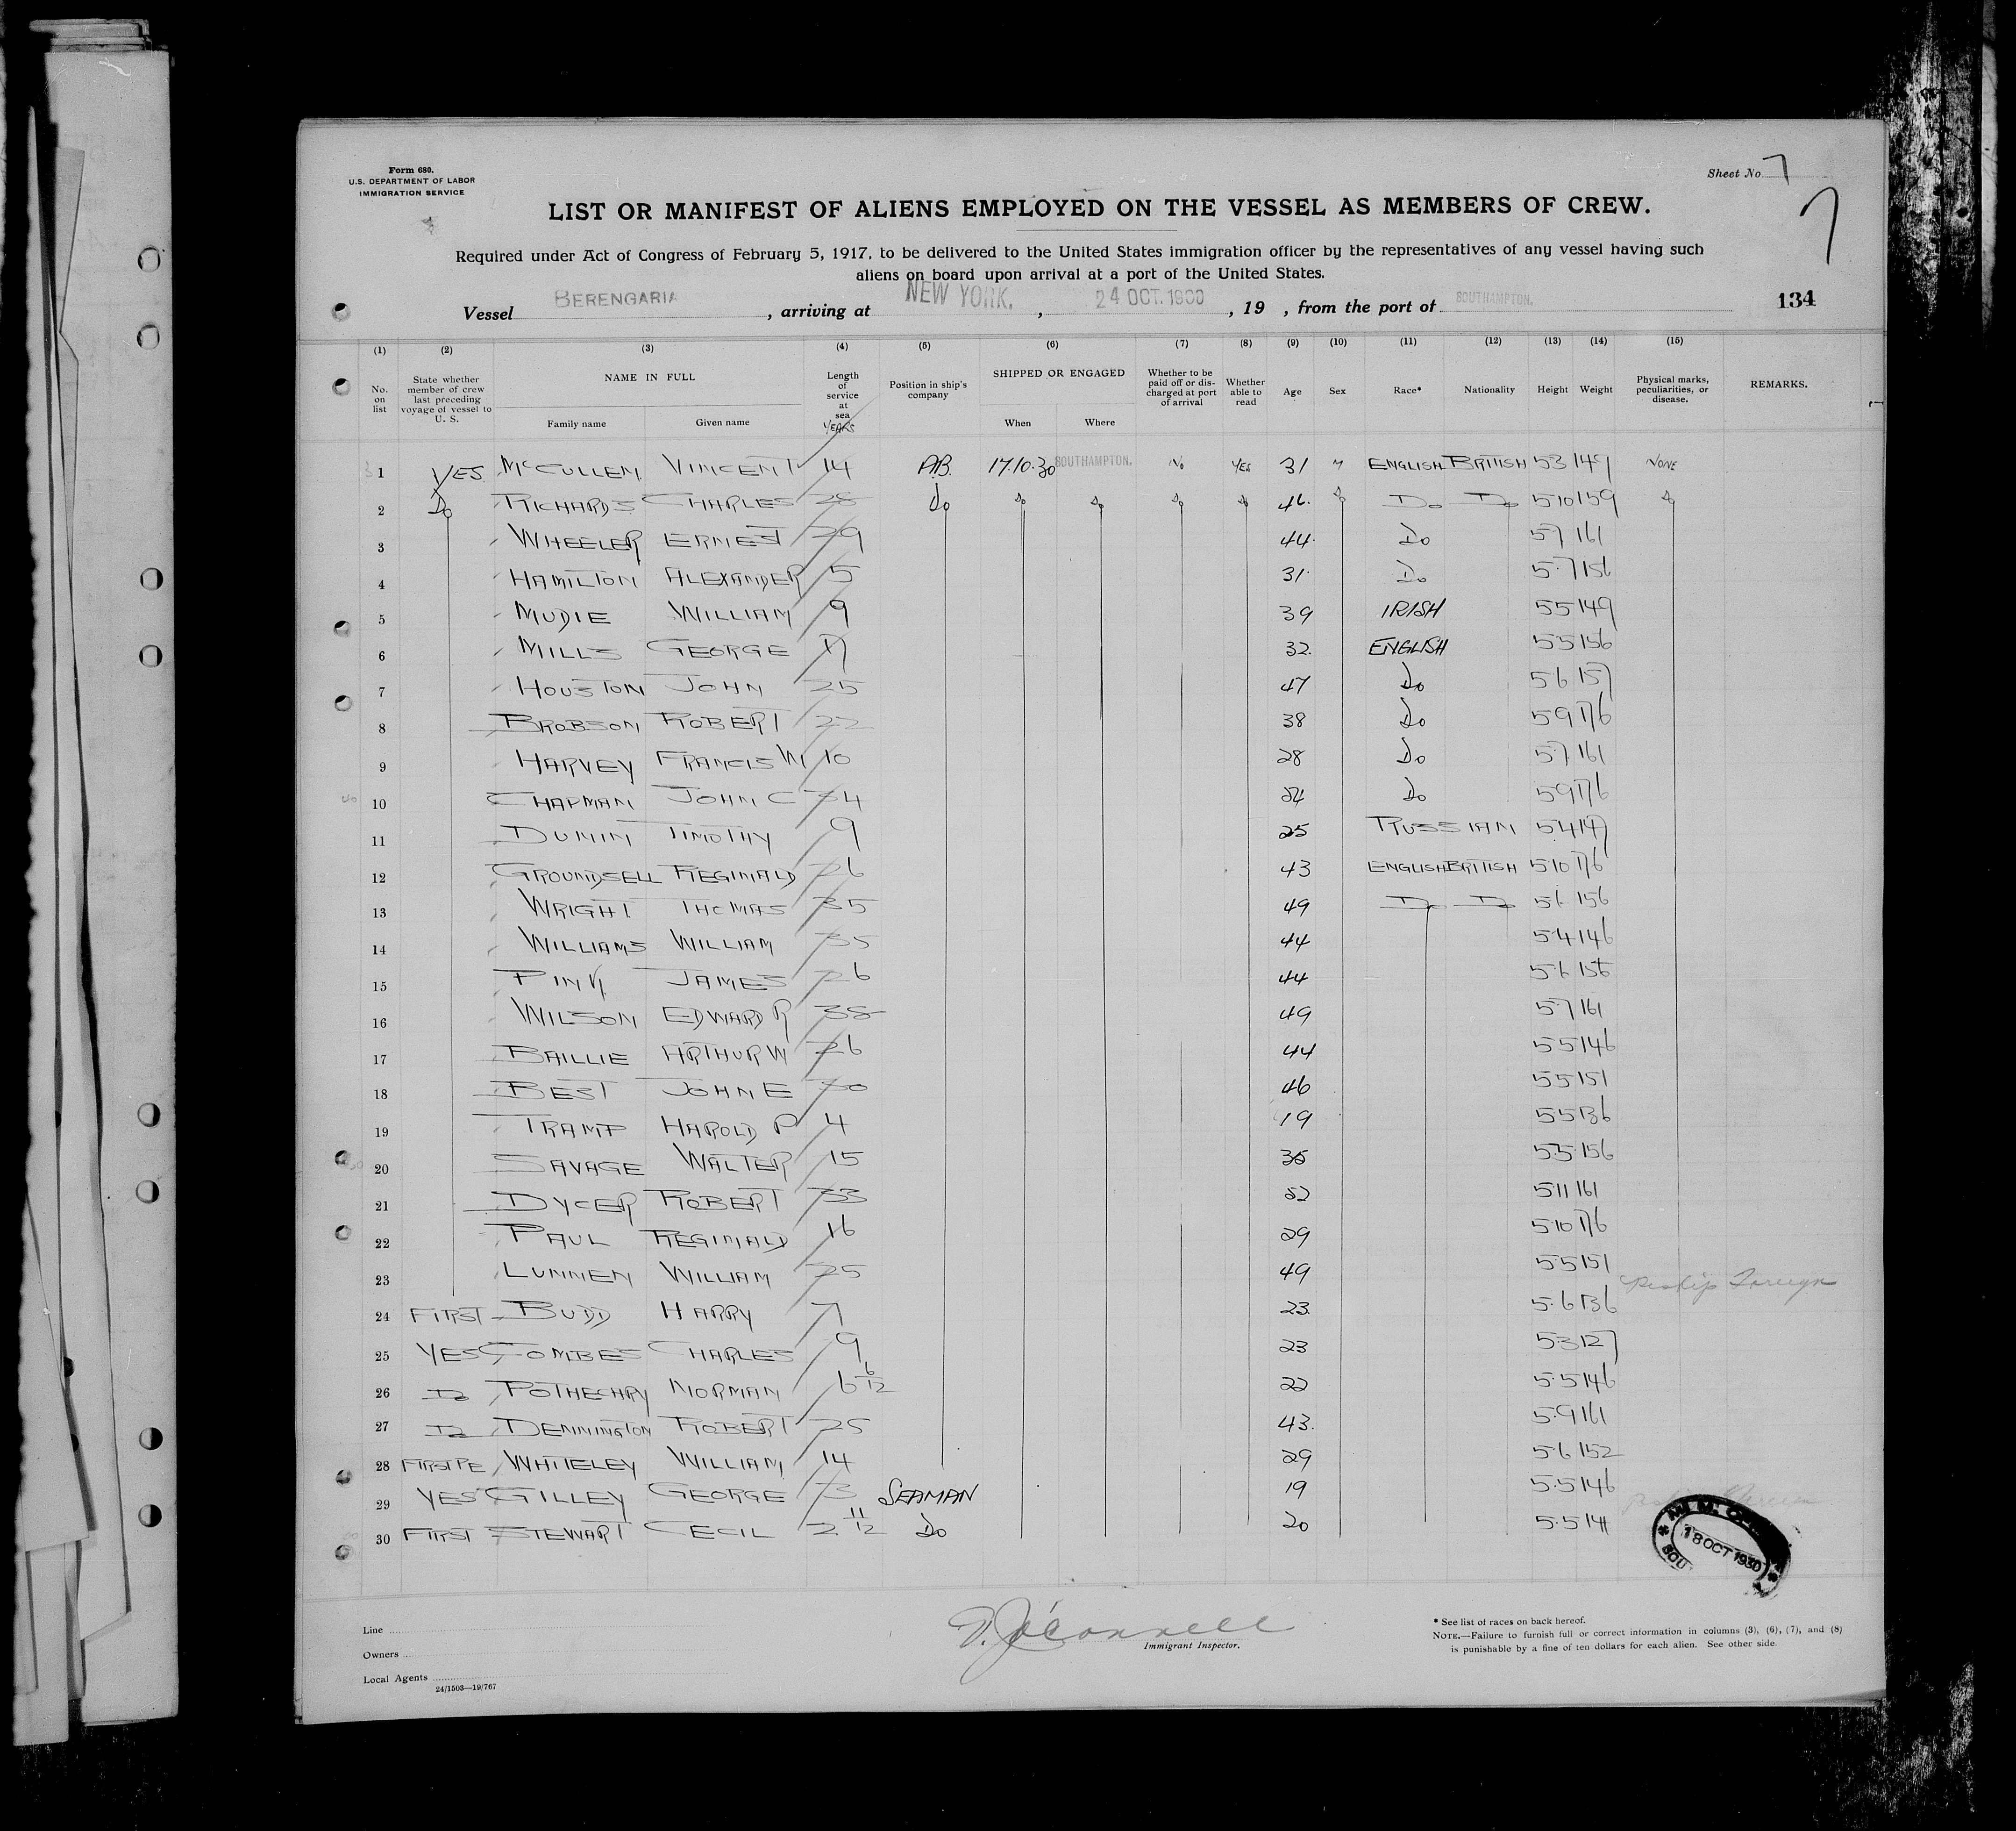 Form 680.
U.S. DEPARTMENT OF LABOR
IMMIGRATION SERVICE
Sheet No. 7
7
LIST OR MANIFEST OF ALIENS EMPLOYED ON THE VESSEL AS MEMBERS OF CREW.
Required under Act of Congress of February 5, 1917, to be delivered to the United States immigration officer by the representatives of any vessel having such
aliens on board upon arrival at a port of the United States.
Vessel BERENGARIA, arriving at NEW YORK., 24 OCT. 1930, 19 , from the port of SOUTHAMPTON. 134
(1) (2) (3) (4) (5) (6) (7) (8) (9) (10) (11) (12) (13) (14) (15)
No. on list State whether member of crew last preceding voyage of vessel to U. S. NAME IN FULL Family name Given name Length of service at sea YEARS Position in ship's company SHIPPED OR ENGAGED When Where Whether to be paid off or discharged at port of arrival Whether able to read Age Sex Race* Nationality Height Weight Physical marks, peculiarities, or disease. REMARKS.
1 YES McCULLEN VINCENT 14 A.B. 17.10.30 SOUTHAMPTON. No YES 31 M ENGLISH BRITISH 5 3 149 NONE
2 Do RICHARDS CHARLES 28 Do Do Do Do Do 46 Do Do Do 5 10 159 Do
3 WHEELER ERNEST 29 44 Do 5 7 161
4 HAMILTON ALEXANDER 5 31 Do 5.7 156
5 MUDIE WILLIAM 9 39 IRISH 5 5 149
6 MILLS GEORGE 17 32 ENGLISH 5 5 156
7 HOUSTON JOHN 25 47 Do 5 6 157
8 BROBSON ROBERT 22 38 Do 5 9 176
9 HARVEY FRANCIS W 10 28 Do 5.7 161
10 CHAPMAN JOHN C 34 54 Do 5 9 176
11 DUNIN TIMOTHY 9 25 RUSSIAN 5 4 147
12 GROUNDSELL REGINALD 26 43 ENGLISH BRITISH 5 10 176
13 WRIGHT THOMAS 35 49 Do Do 5 6 156
14 WILLIAMS WILLIAM 35 44 5 4 146
15 PINK JAMES 26 44 5 6 156
16 WILSON EDWARD R 38 49 5 7 161
17 BAILLIE ARTHUR W 26 44 5 5 146
18 BEST JOHN E 30 46 5 5 151
19 TRAMP HAROLD P 4 19 5 5 136
20 SAVAGE WALTER 15 35 5.5 156
21 DYCER ROBERT 33 52 5 11 161
22 PAUL REGINALD 16 29 5 10 176
23 LUNNEN WILLIAM 25 49 5 5 151
24 FIRST BUDD HARRY 7 23 5.6 136
25 YES COMBES CHARLES 9 23 5 3 127
26 Do POTHECARY NORMAN 6 6/12 22 5.5 146
27 Do DENNINGTON ROBERT 25 43 5.9 161
28 FIRST WHITELEY WILLIAM 14 29 5 6 152
29 YES GILLEY GEORGE 3 SEAMAN 19 5.5 146
30 FIRST STEWART CECIL 2 11/12 Do 20 5.5 141
18 OCT 1930
Line
Owners
Local Agents
24/1503—19/767
O'Connell
Immigrant Inspector.
* See list of races on back hereof.
NOTE.—Failure to furnish full or correct information in columns (3), (6), (7), and (8)
is punishable by a fine of ten dollars for each alien. See other side.